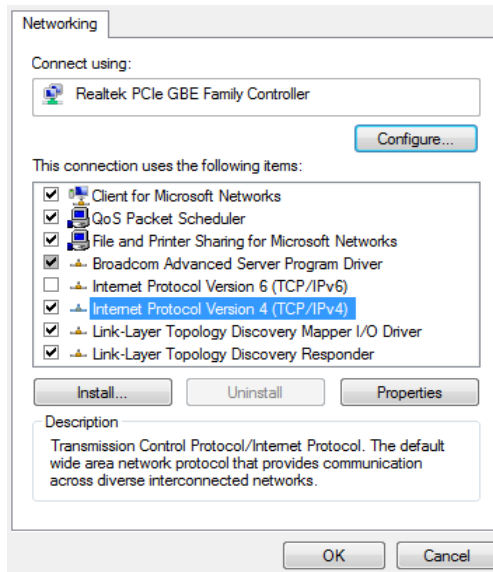 Networking
Connect using:
Realtek PCIe GBE Family Controller
Configure...
This connection uses the following items:
Client for Microsoft Networks
QoS Packet Scheduler
File and Printer Sharing for Microsoft Networks
Broadcom Advanced Server Program Driver
Internet Protocol Version 6 (TCP/IPv6)
Internet Protocol Version 4 (TCP/IPv4)
Link-Layer Topology Discovery Mapper I/O Driver
Link-Layer Topology Discovery Responder
Install... Uninstall Properties
Description
Transmission Control Protocol/Internet Protocol. The default
wide area network protocol that provides communication
across diverse interconnected networks.
OK Cancel